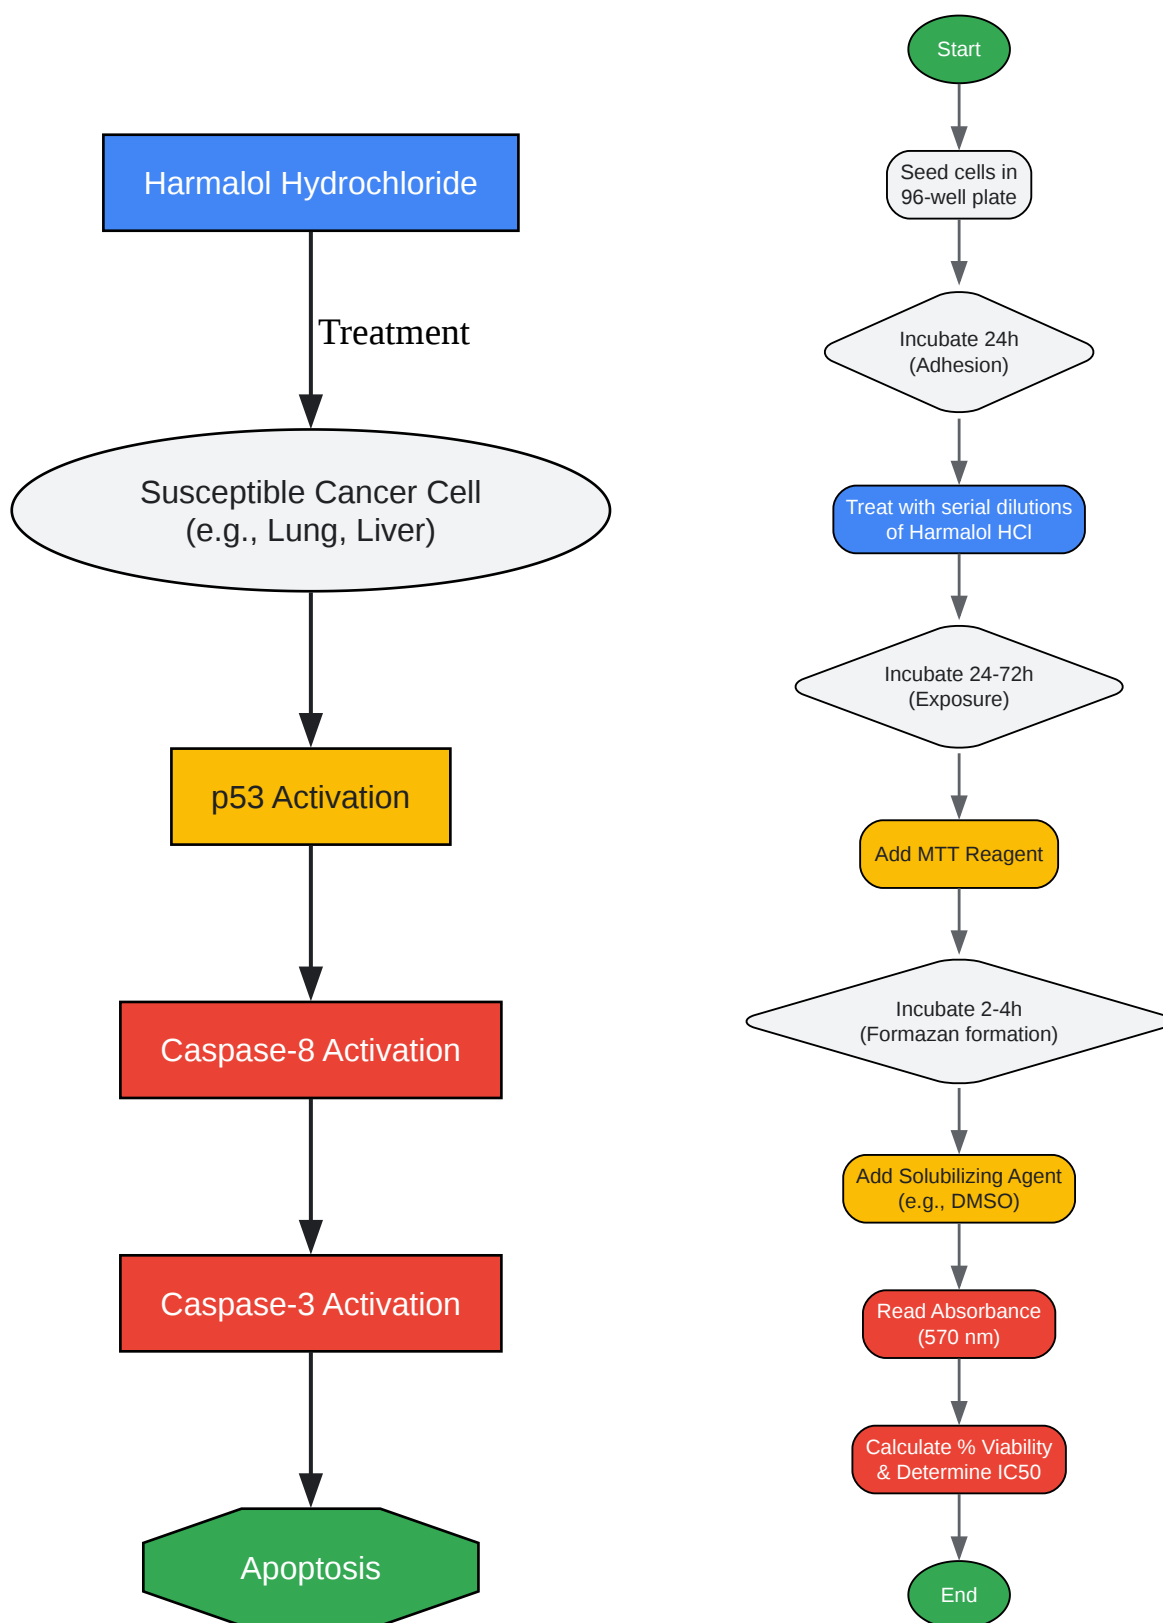 Harmalol Hydrochloride
Treatment
Susceptible Cancer Cell
(e.g., Lung, Liver)
p53 Activation
Caspase-8 Activation
Caspase-3 Activation
Apoptosis
Start
Seed cells in
96-well plate
Incubate 24h
(Adhesion)
Treat with serial dilutions
of Harmalol HCl
Incubate 24-72h
(Exposure)
Add MTT Reagent
Incubate 2-4h
(Formazan formation)
Add Solubilizing Agent
(e.g., DMSO)
Read Absorbance
(570 nm)
Calculate % Viability
& Determine IC50
End